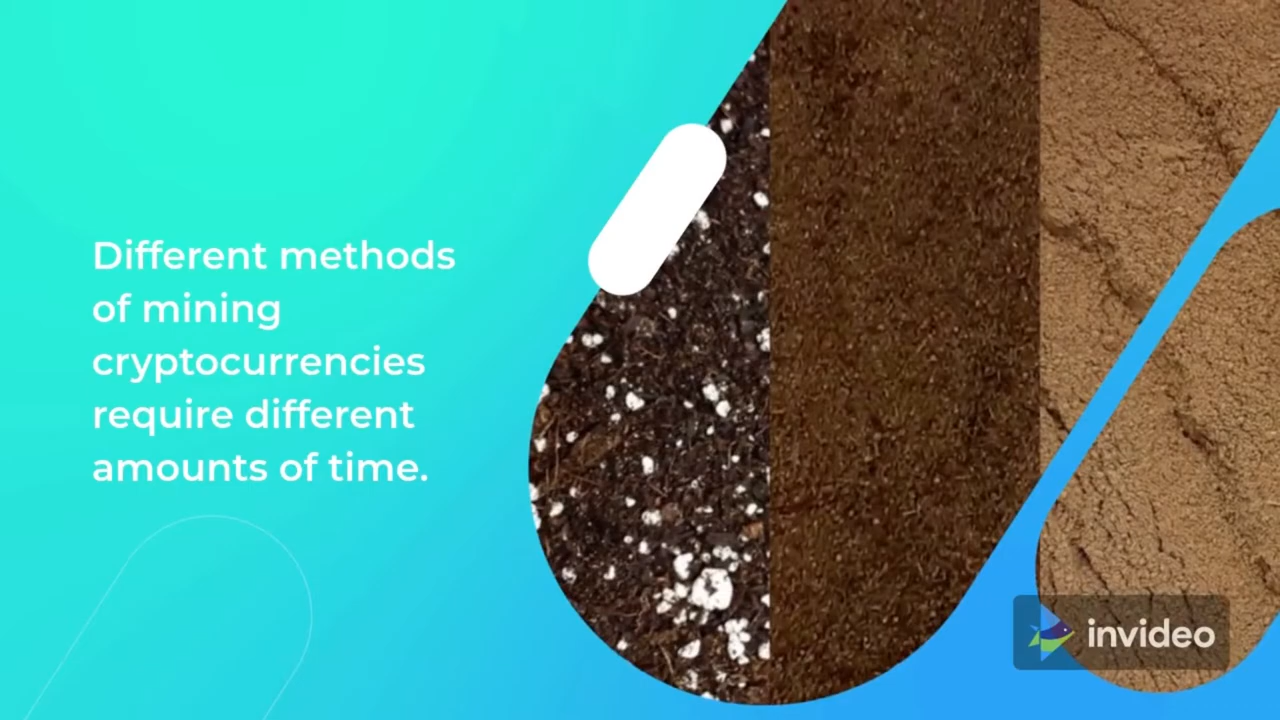 Different methods
of mining
cryptocurrencies
require different
amounts of time.
invideo